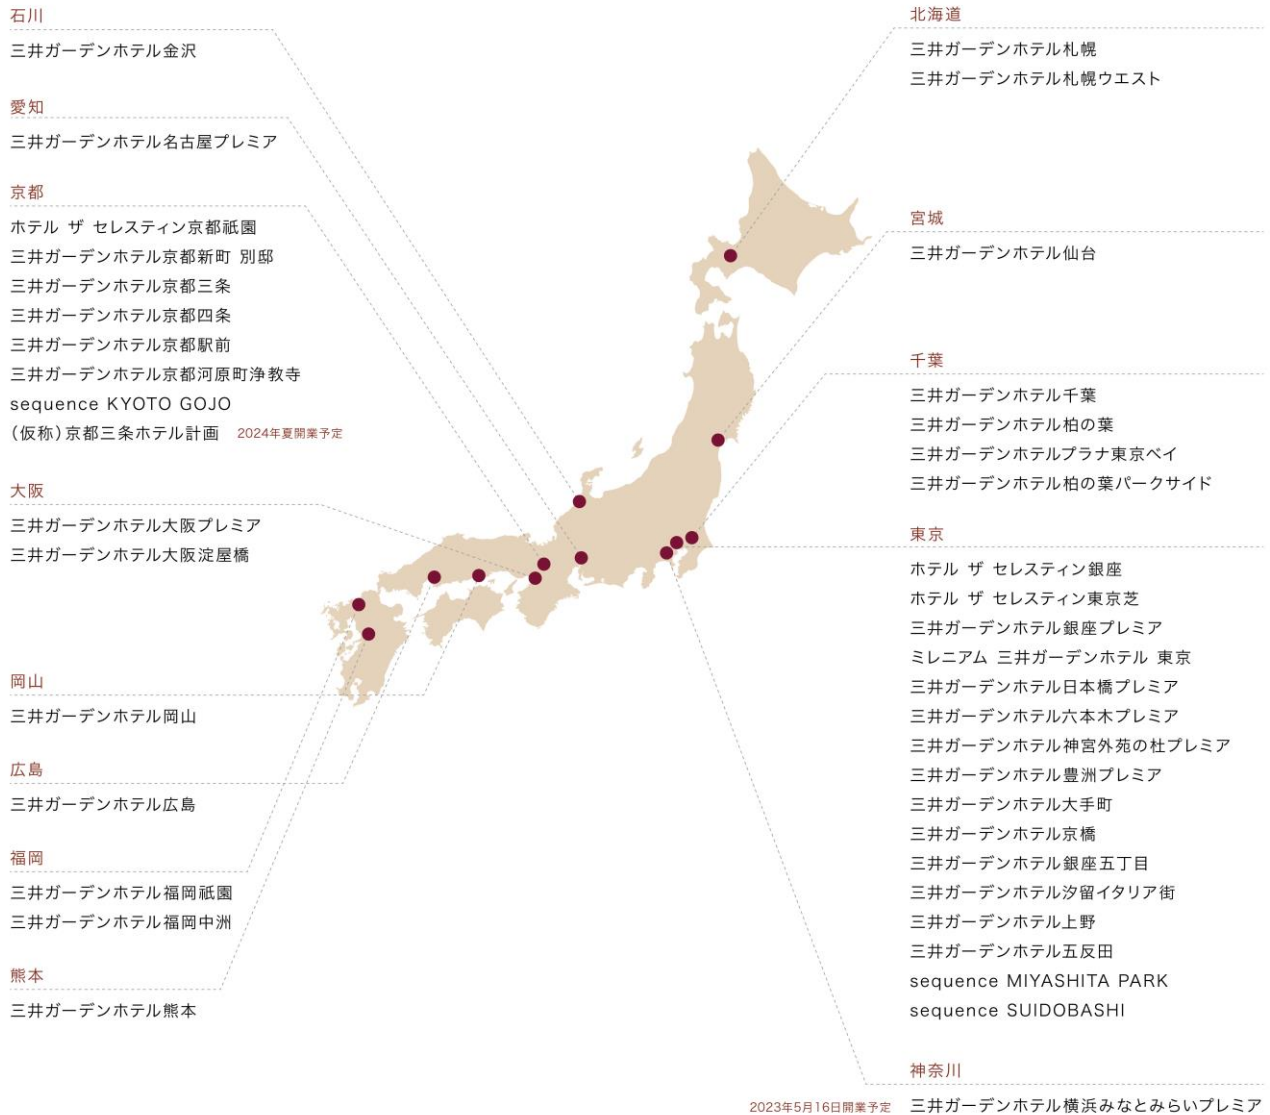 石川
三井ガーデンホテル金沢
愛知
三井ガーデンホテル名古屋プレミア
京都
ホテル ザ セレスティン京都祇園
三井ガーデンホテル京都新町 別邸
三井ガーデンホテル京都三条
三井ガーデンホテル京都四条
三井ガーデンホテル京都駅前
三井ガーデンホテル京都河原町浄教寺
sequence KYOTO GOJO
(仮称)京都三条ホテル計画 2024年夏開業予定
大阪
三井ガーデンホテル大阪プレミア
三井ガーデンホテル大阪淀屋橋
岡山
三井ガーデンホテル岡山
広島
三井ガーデンホテル広島
福岡
三井ガーデンホテル福岡祇園
三井ガーデンホテル福岡中洲
熊本
三井ガーデンホテル熊本
北海道
三井ガーデンホテル札幌
三井ガーデンホテル札幌ウエスト
宮城
三井ガーデンホテル仙台
千葉
三井ガーデンホテル千葉
三井ガーデンホテル柏の葉
三井ガーデンホテルプラナ東京ベイ
三井ガーデンホテル柏の葉パークサイド
東京
ホテル ザ セレスティン銀座
ホテル ザ セレスティン東京芝
三井ガーデンホテル銀座プレミア
ミレニアム 三井ガーデンホテル 東京
三井ガーデンホテル日本橋プレミア
三井ガーデンホテル六本木プレミア
三井ガーデンホテル神宮外苑の杜プレミア
三井ガーデンホテル豊洲プレミア
三井ガーデンホテル大手町
三井ガーデンホテル京橋
三井ガーデンホテル銀座五丁目
三井ガーデンホテル汐留イタリア街
三井ガーデンホテル上野
三井ガーデンホテル五反田
sequence MIYASHITA PARK
sequence SUIDOBASHI
神奈川
2023年5月16日開業予定 三井ガーデンホテル横浜みなとみらいプレミア